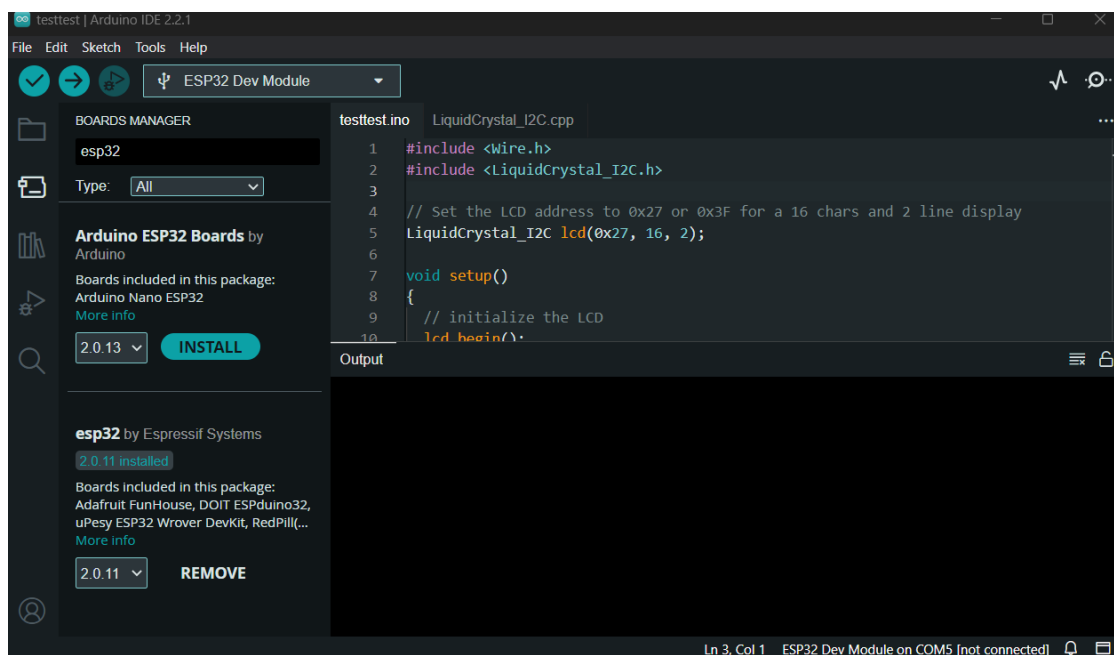 testtest | Arduino IDE 2.2.1
File Edit Sketch Tools Help
ESP32 Dev Module
BOARDS MANAGER
esp32
Type: All
Arduino ESP32 Boards by
Arduino
Boards included in this package:
Arduino Nano ESP32
More info
2.0.13 INSTALL
esp32 by Espressif Systems
2.0.11 installed
Boards included in this package:
Adafruit FunHouse, DOIT ESPduino32,
uPesy ESP32 Wrover DevKit, RedPill(...
More info
2.0.11 REMOVE
testtest.ino LiquidCrystal_I2C.cpp
1 #include <Wire.h>
2 #include <LiquidCrystal_I2C.h>
3
4 // Set the LCD address to 0x27 or 0x3F for a 16 chars and 2 line display
5 LiquidCrystal_I2C lcd(0x27, 16, 2);
6
7 void setup()
8 {
9 // initialize the LCD
10 lcd begin();
Output
Ln 3, Col 1 ESP32 Dev Module on COM5 [not connected]